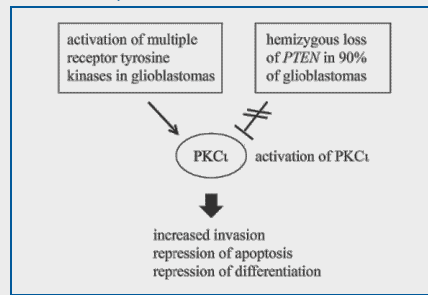 activation of multiple
receptor tyrosine
kinases in glioblastomas
hemizygous loss
of PTEN in 90%
of glioblastomas
PKCι
activation of PKCι
increased invasion
repression of apoptosis
repression of differentiation